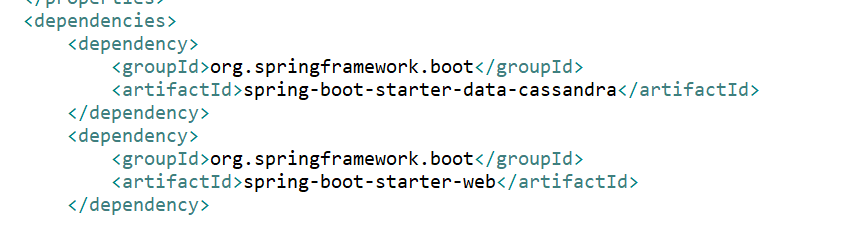 </properties>
<dependencies>
<dependency>
<groupId>org.springframework.boot</groupId>
<artifactId>spring-boot-starter-data-cassandra</artifactId>
</dependency>
<dependency>
<groupId>org.springframework.boot</groupId>
<artifactId>spring-boot-starter-web</artifactId>
</dependency>